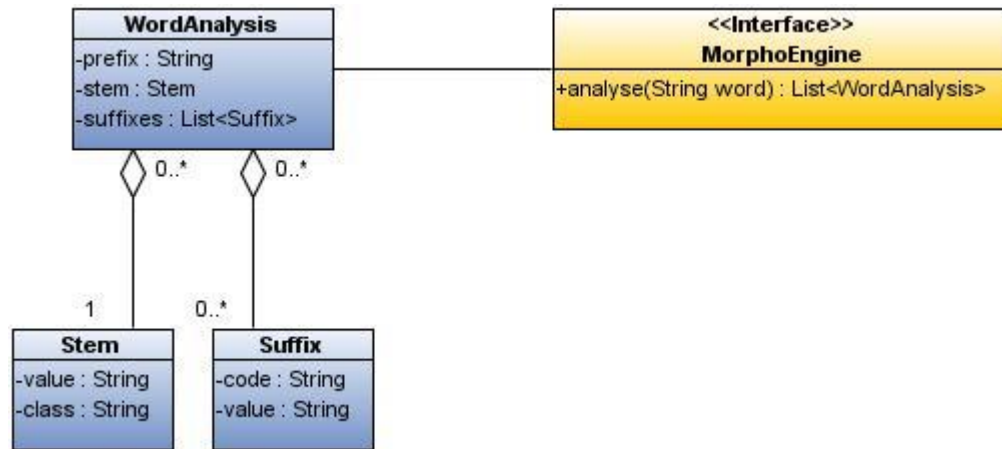 WordAnalysis
-prefix : String
-stem : Stem
-suffixes : List<Suffix>
<<Interface>>
MorphoEngine
+analyse(String word) : List<WordAnalysis>
0..*
0..*
1
0..*
Stem
-value : String
-class : String
Suffix
-code : String
-value : String